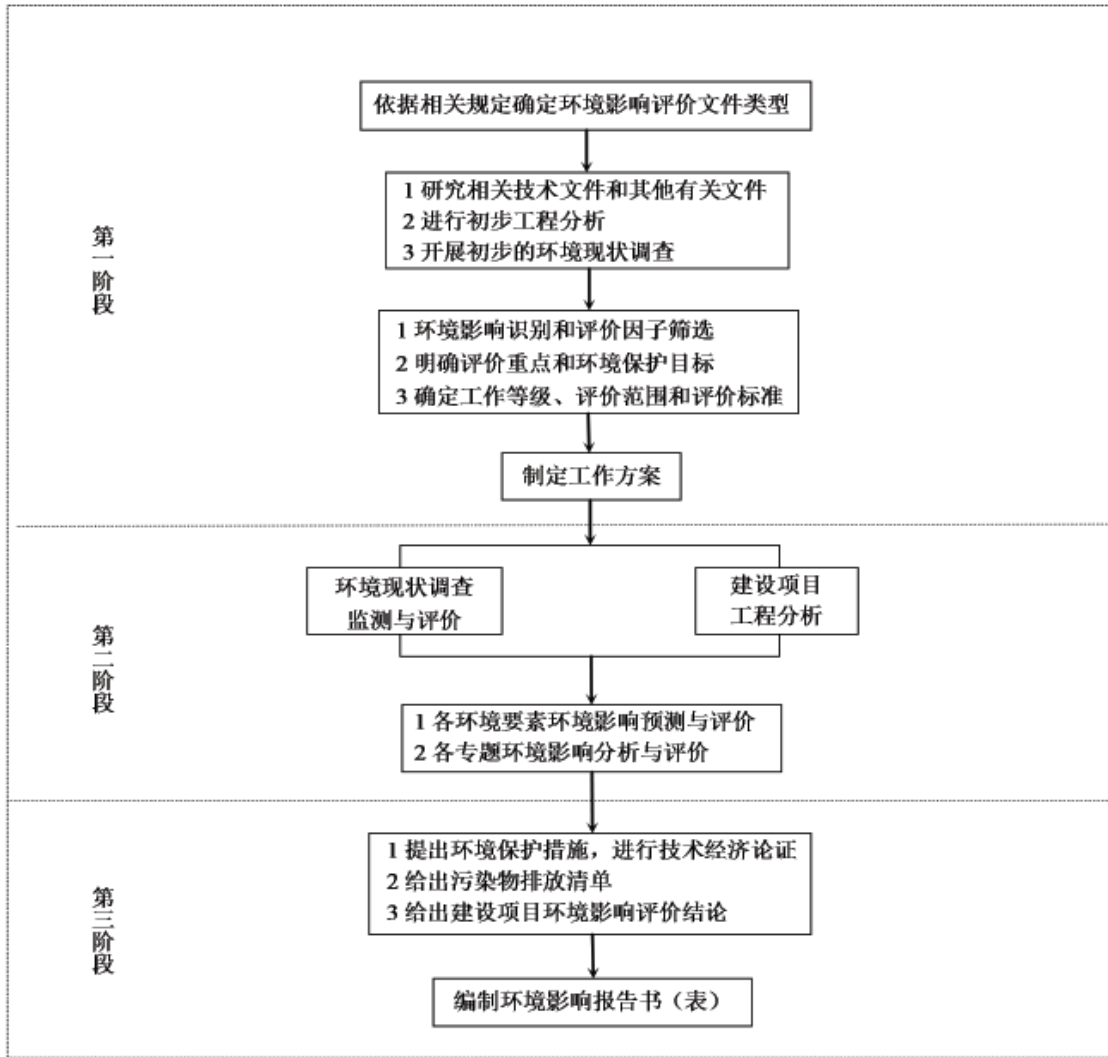 依据相关规定确定环境影响评价文件类型
1 研究相关技术文件和其他有关文件
2 进行初步工程分析
3 开展初步的环境现状调查
第一阶段
1 环境影响识别和评价因子筛选
2 明确评价重点和环境保护目标
3 确定工作等级、评价范围和评价标准
制定工作方案
环境现状调查
监测与评价
建设项目
工程分析
第二阶段
1 各环境要素环境影响预测与评价
2 各专题环境影响分析与评价
1 提出环境保护措施，进行技术经济论证
2 给出污染物排放清单
3 给出建设项目环境影响评价结论
第三阶段
编制环境影响报告书（表）